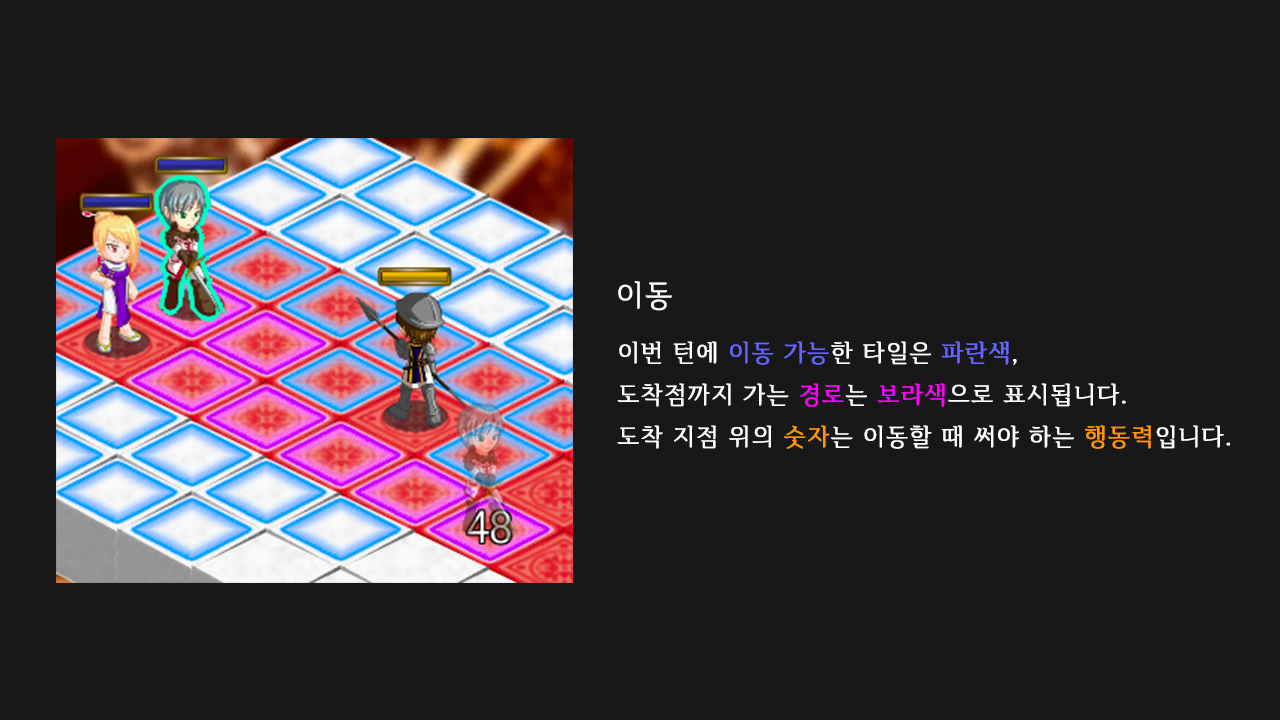 이동
이번 턴에 이동 가능한 타일은 파란색,
도착점까지 가는 경로는 보라색으로 표시됩니다.
도착 지점 위의 숫자는 이동할 때 써야 하는 행동력입니다.
48